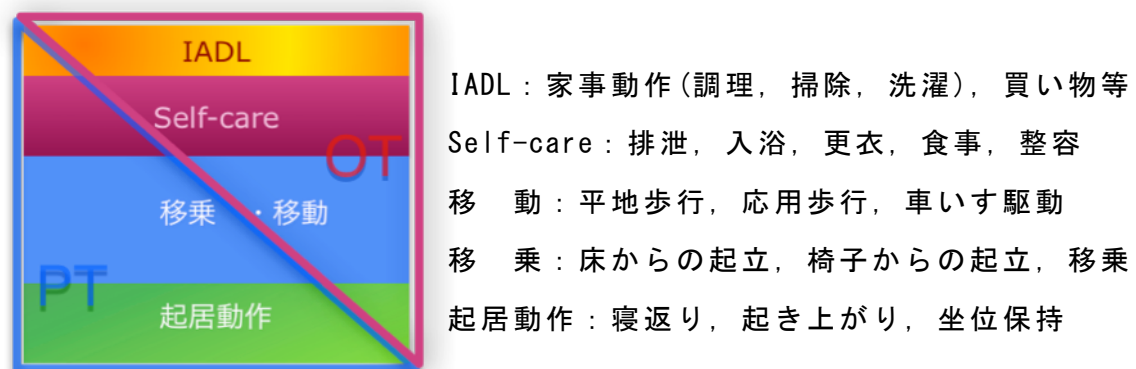 IADL
Self-care
OT
移乗 ・移動
PT
起居動作
IADL：家事動作(調理，掃除，洗濯)，買い物等
Self-care：排泄，入浴，更衣，食事，整容
移　動：平地歩行，応用歩行，車いす駆動
移　乗：床からの起立，椅子からの起立，移乗
起居動作：寝返り，起き上がり，坐位保持